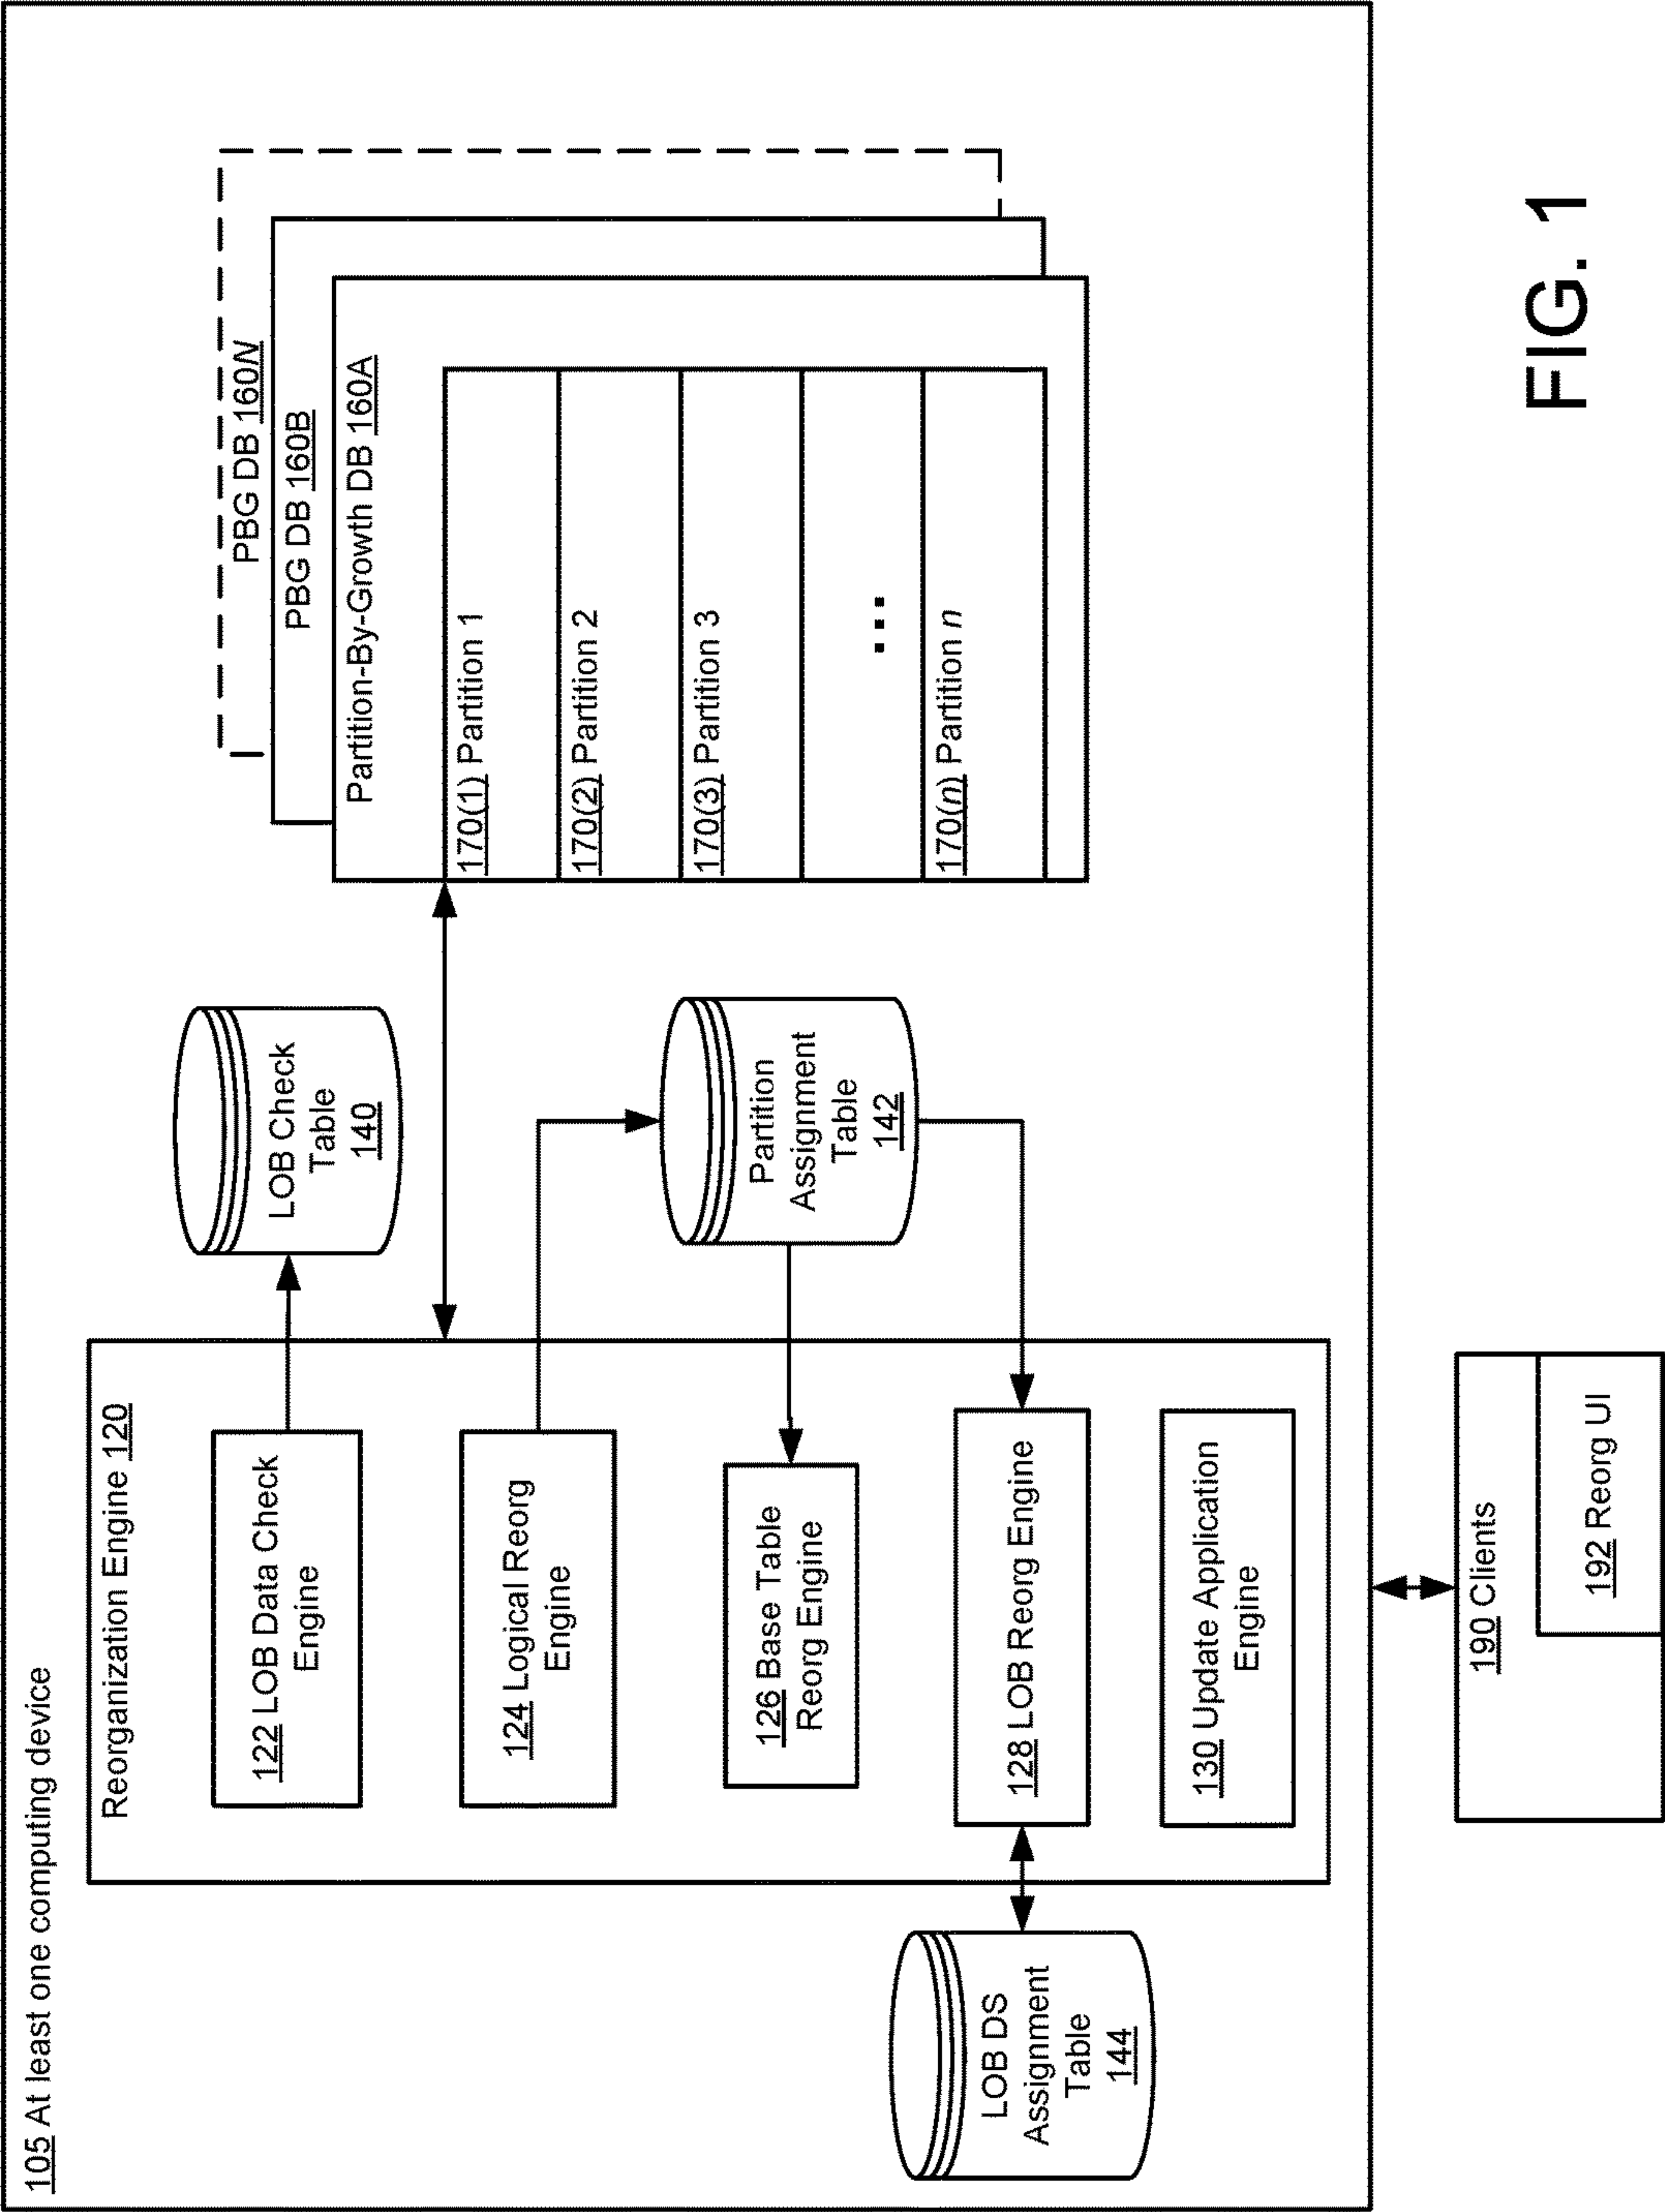 105 At least one computing device
Reorganization Engine 120
122 LOB Data Check
Engine
124 Logical Reorg
Engine
126 Base Table
Reorg Engine
128 LOB Reorg Engine
130 Update Application
Engine
LOB DS
Assignment
Table
144
LOB Check
Table
140
Partition
Assignment
Table
142
PBG DB 160N
PBG DB 160B
Partition-By-Growth DB 160A
170(1) Partition 1
170(2) Partition 2
170(3) Partition 3
...
170(n) Partition n
190 Clients
192 Reorg UI
FIG. 1